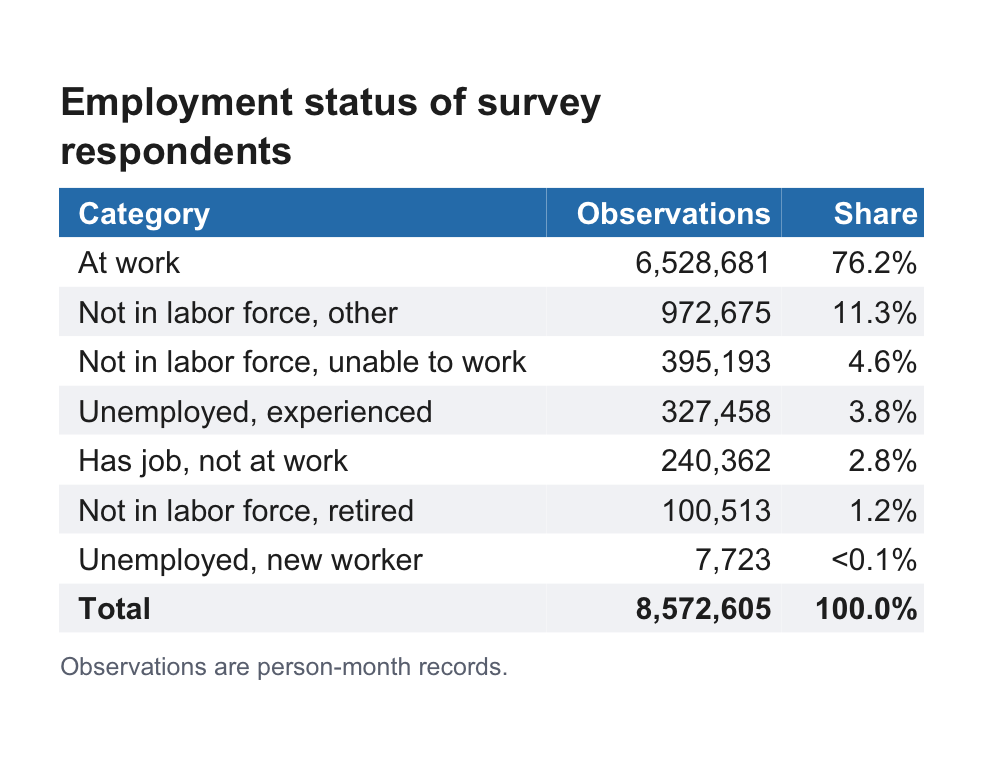 Employment status of survey
respondents
Category Observations Share
At work 6,528,681 76.2%
Not in labor force, other 972,675 11.3%
Not in labor force, unable to work 395,193 4.6%
Unemployed, experienced 327,458 3.8%
Has job, not at work 240,362 2.8%
Not in labor force, retired 100,513 1.2%
Unemployed, new worker 7,723 <0.1%
Total 8,572,605 100.0%
Observations are person-month records.